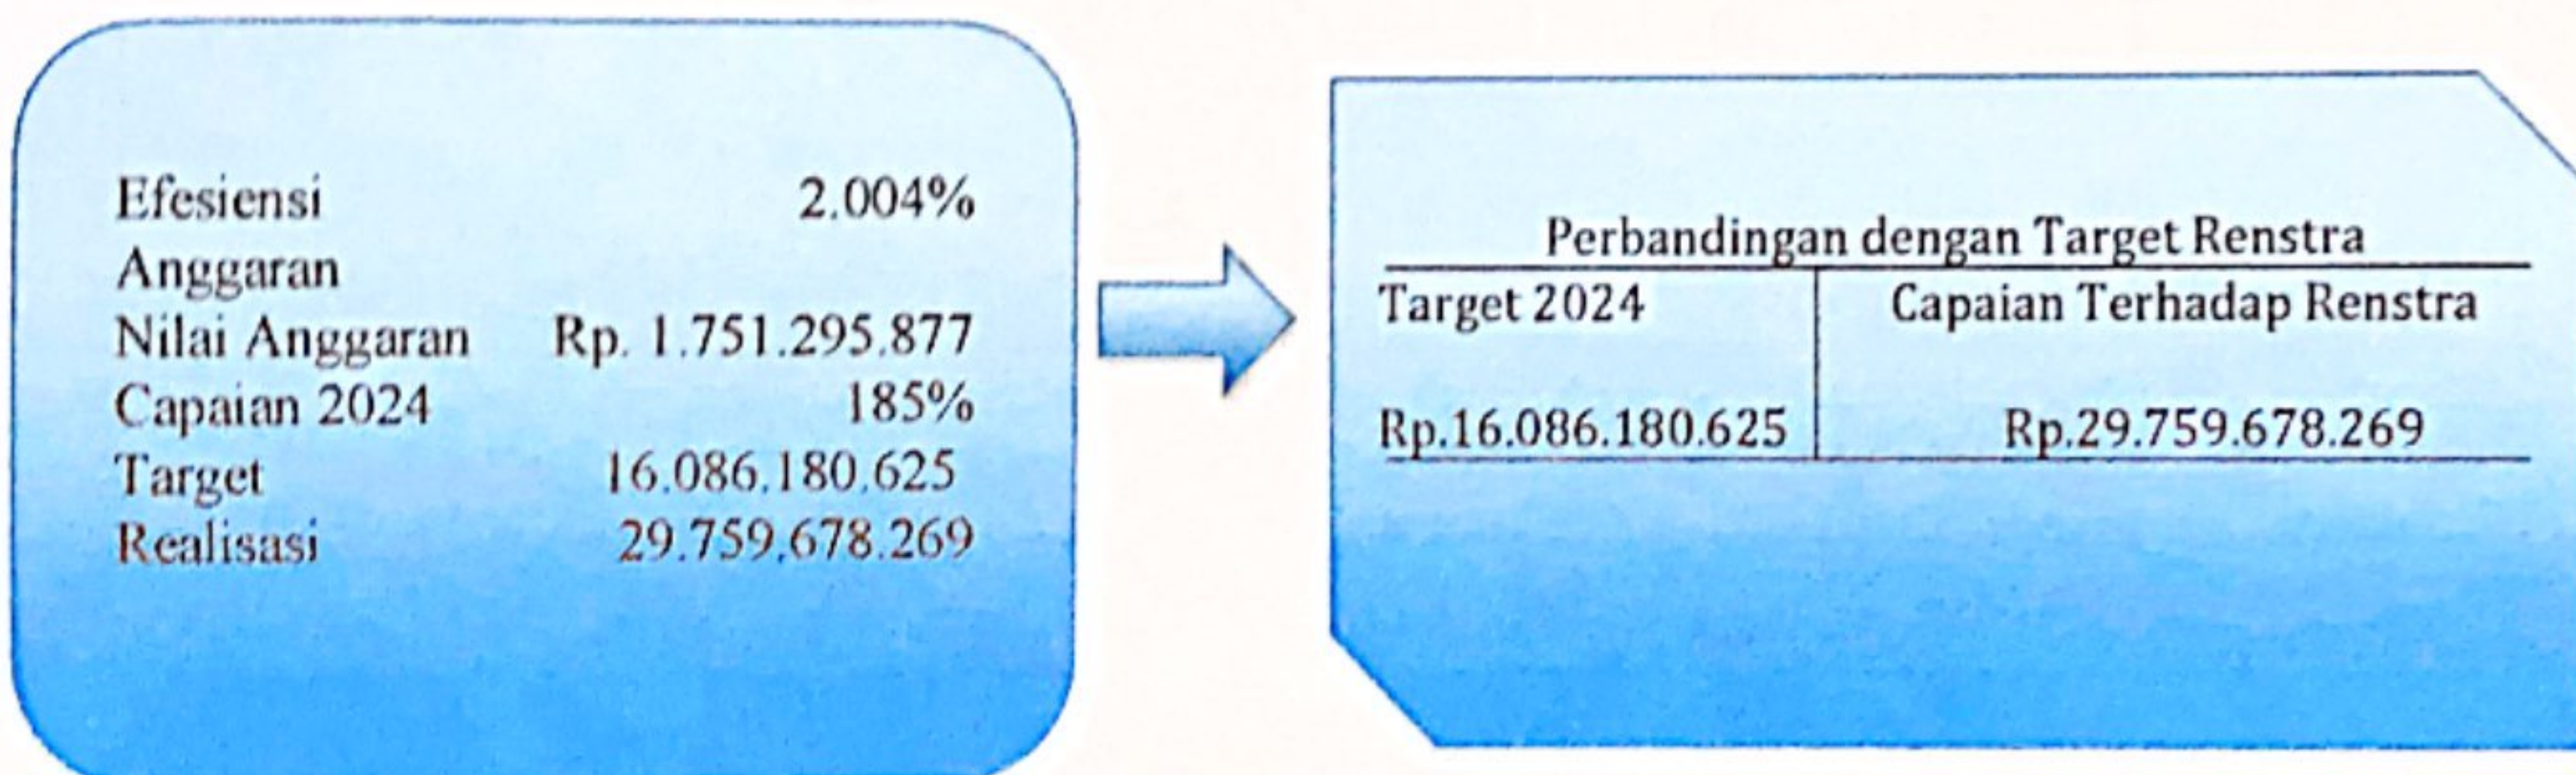 Efesiensi 2.004%
Anggaran
Nilai Anggaran Rp. 1.751.295.877
Capaian 2024 185%
Target 16.086.180.625
Realisasi 29.759.678.269
Perbandingan dengan Target Renstra
Target 2024 Capaian Terhadap Renstra
Rp.16.086.180.625 Rp.29.759.678.269